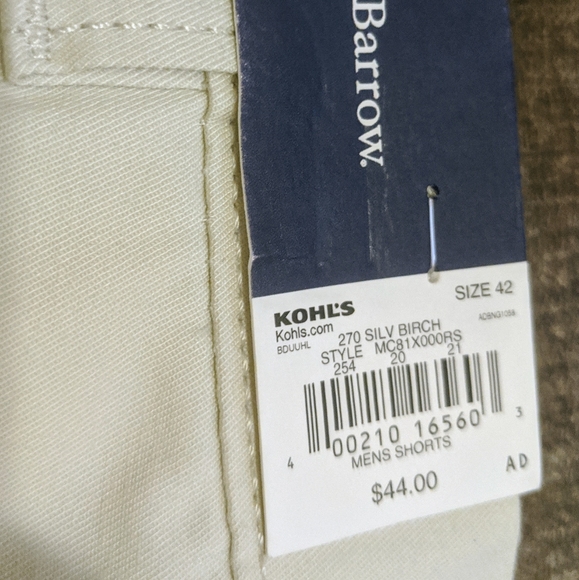 Barrow.
KOHL'S
Kohls.com
SIZE 42
BDUUHL
270 SILV BIRCH
ADBNG1058
STYLE MC81X000RS
254 20 21
4 00210 16560 3
MENS SHORTS
$44.00
AD